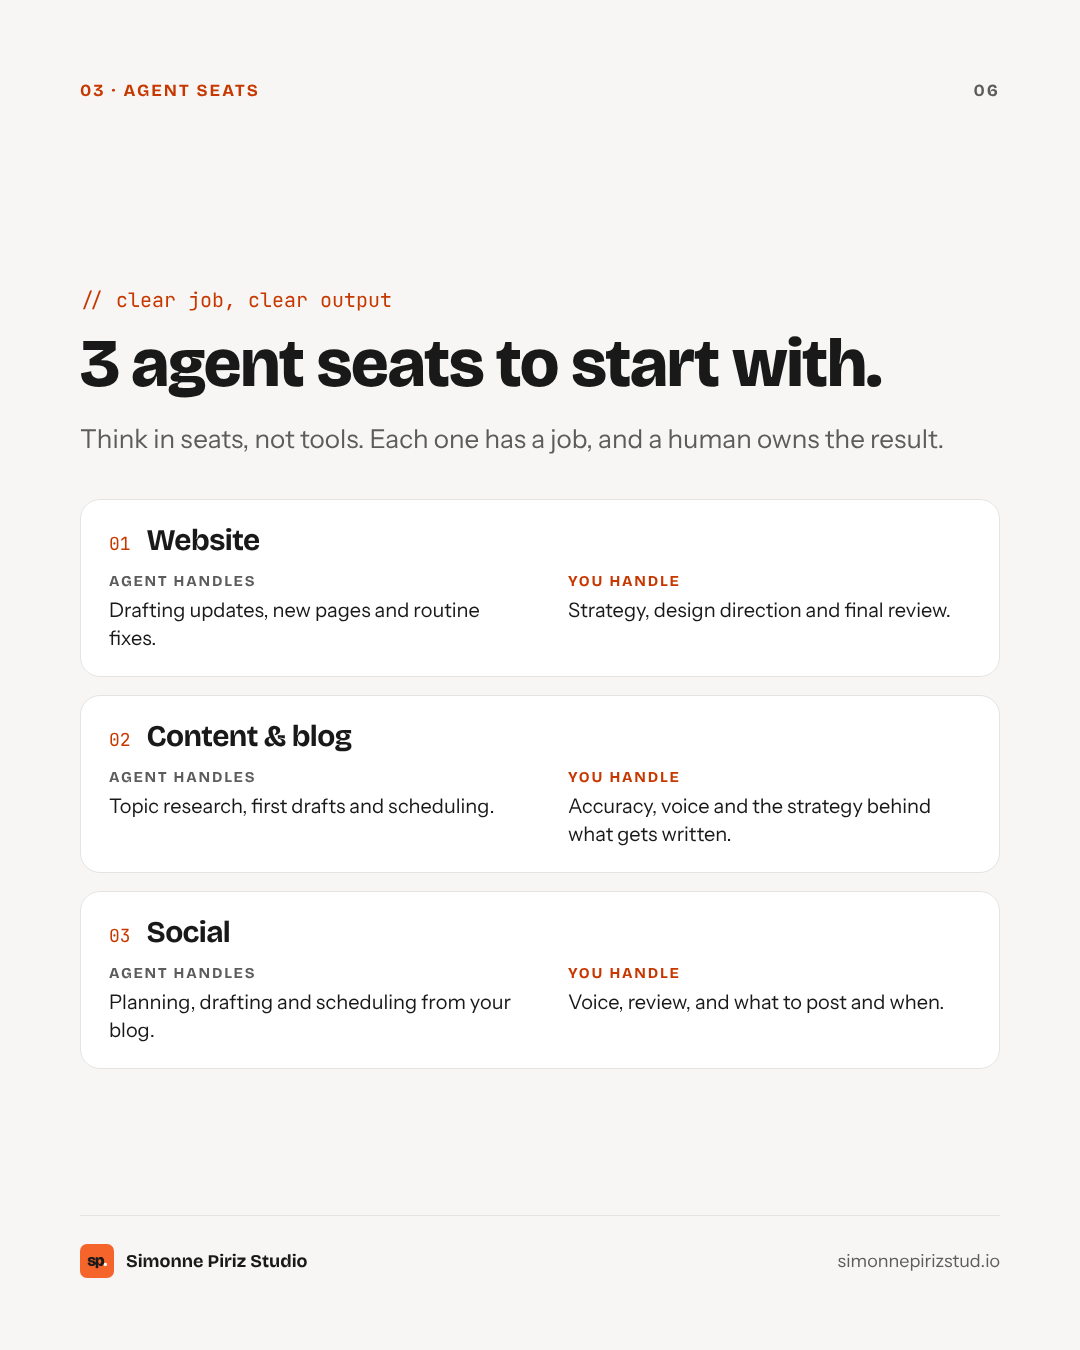 03 · AGENT SEATS
06
// clear job, clear output
3 agent seats to start with.
Think in seats, not tools. Each one has a job, and a human owns the result.
01 Website
AGENT HANDLES
Drafting updates, new pages and routine
fixes.
YOU HANDLE
Strategy, design direction and final review.
02 Content & blog
AGENT HANDLES
Topic research, first drafts and scheduling.
YOU HANDLE
Accuracy, voice and the strategy behind
what gets written.
03 Social
AGENT HANDLES
Planning, drafting and scheduling from your
blog.
YOU HANDLE
Voice, review, and what to post and when.
sp.
Simonne Piriz Studio
simonnepirizstud.io